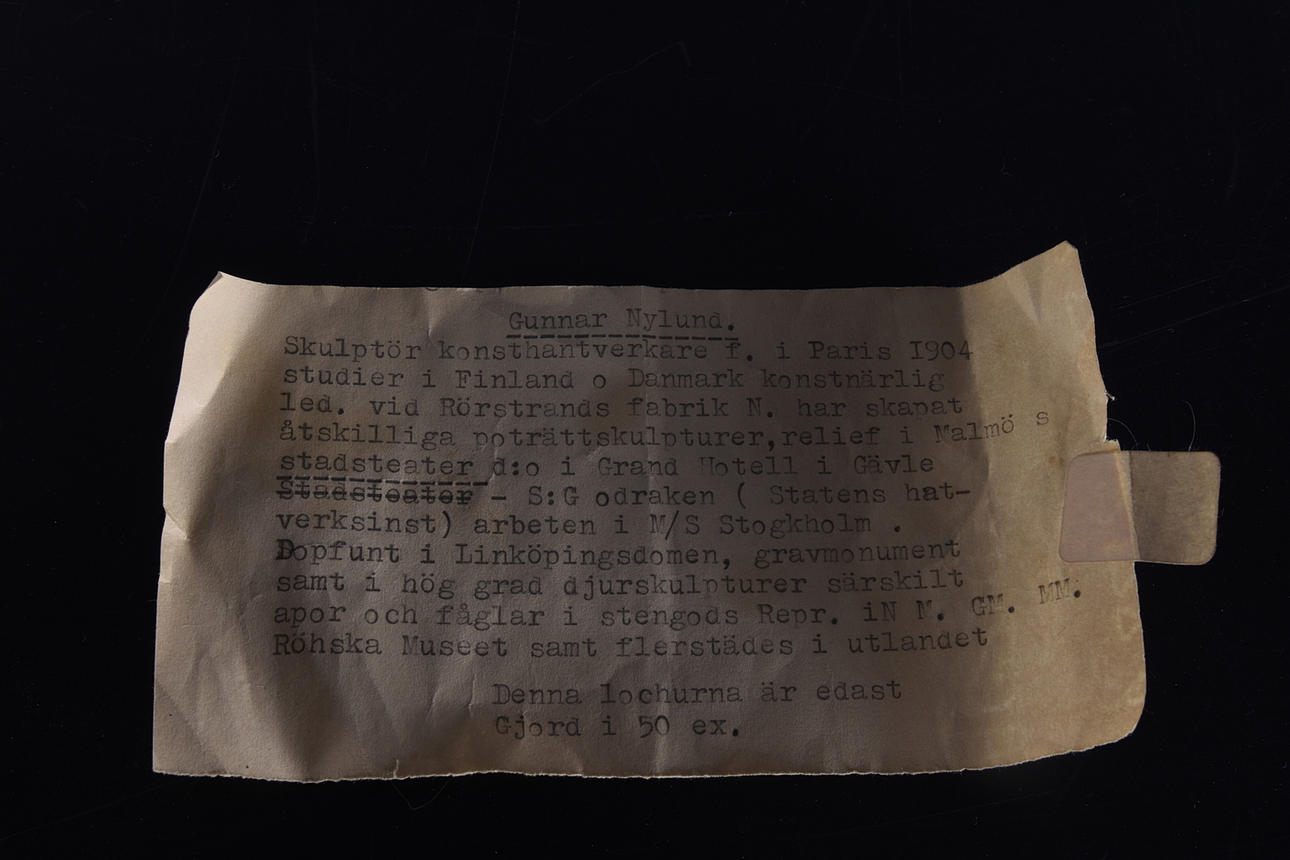 Gunnar Nylund.
Skulptör konsthantverkare f. i Paris I904
studier i Finland o Danmark konstnärlig
led. vid Rörstrands fabrik N. har skapat
åtskilliga poträttskulpturer,relief i Malmö s
stadsteater d:o i Grand Hotell i Gävle
Stadsteater - S:G odraken ( Statens hat-
verksinst) arbeten i M/S Stogkholm .
Dopfunt i Linköpingsdomen, gravmonument
samt i hög grad djurskulpturer särskilt
apor och fåglar i stengods Repr. iN M. GM. MM.
Röhska Museet samt flerstädes i utlandet
Denna lochurna är edast
Gjord i 50 ex.